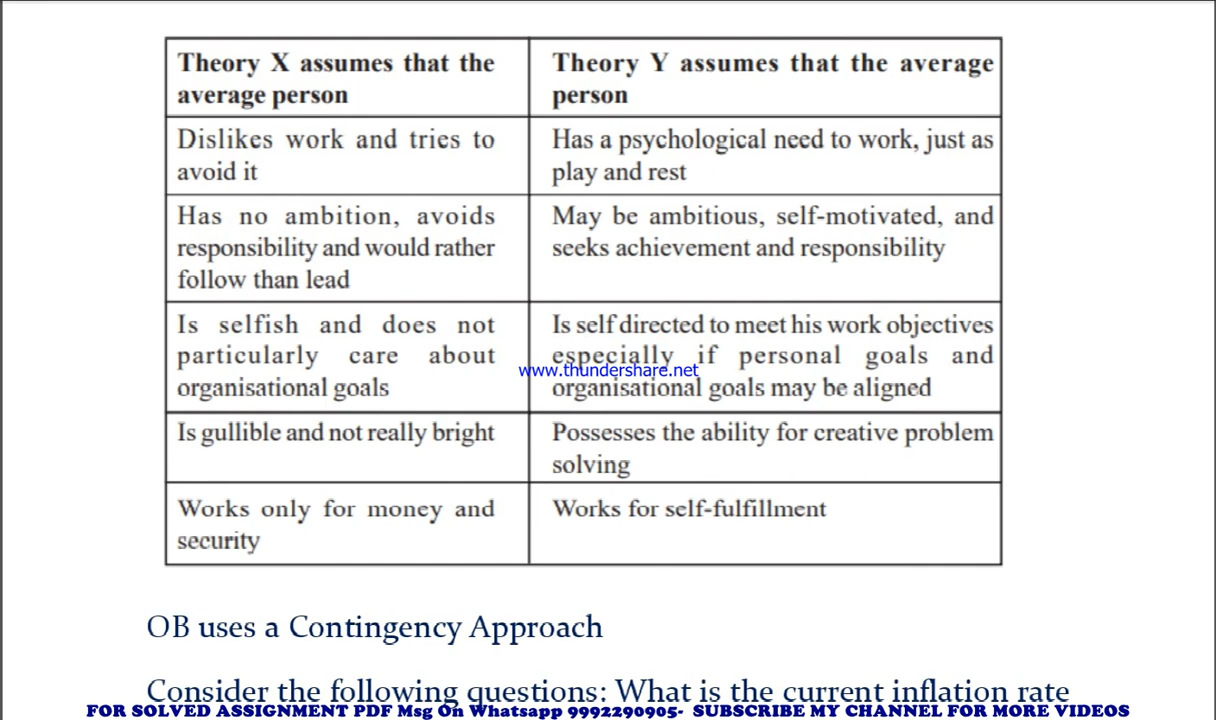 Theory X assumes that the
average person
Theory Y assumes that the average
person
Dislikes work and tries to
avoid it
Has a psychological need to work, just as
play and rest
Has no ambition, avoids
responsibility and would rather
follow than lead
May be ambitious, self-motivated, and
seeks achievement and responsibility
Is selfish and does not
particularly care about
organisational goals
Is self directed to meet his work objectives
especially if personal goals and
organisational goals may be aligned
www.thundershare.net
Is gullible and not really bright
Possesses the ability for creative problem
solving
Works only for money and
security
Works for self-fulfillment
OB uses a Contingency Approach
Consider the following questions: What is the current inflation rate
FOR SOLVED ASSIGNMENT PDF Msg On Whatsapp 9992290905- SUBSCRIBE MY CHANNEL FOR MORE VIDEOS